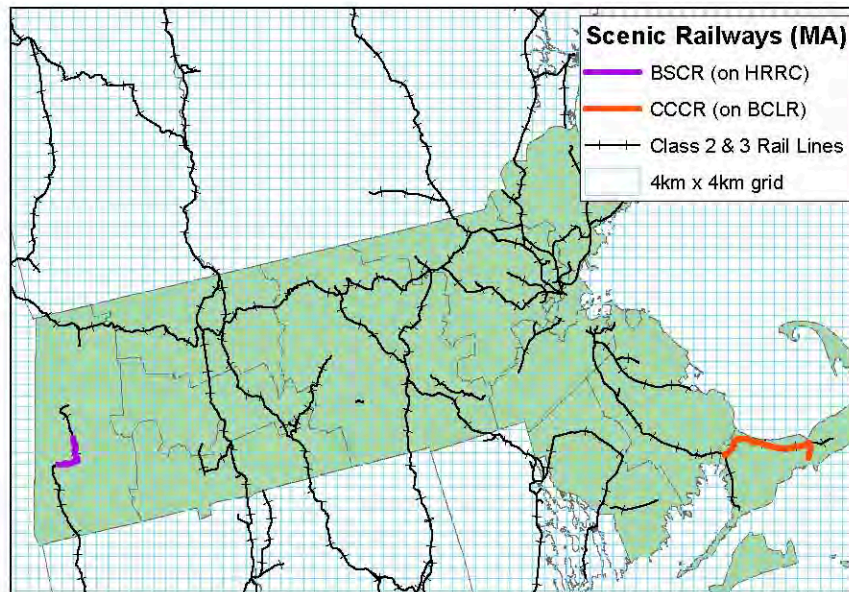 Scenic Railways (MA)
BSCR (on HRRC)
CCCR (on BCLR)
Class 2 & 3 Rail Lines
4km x 4km grid